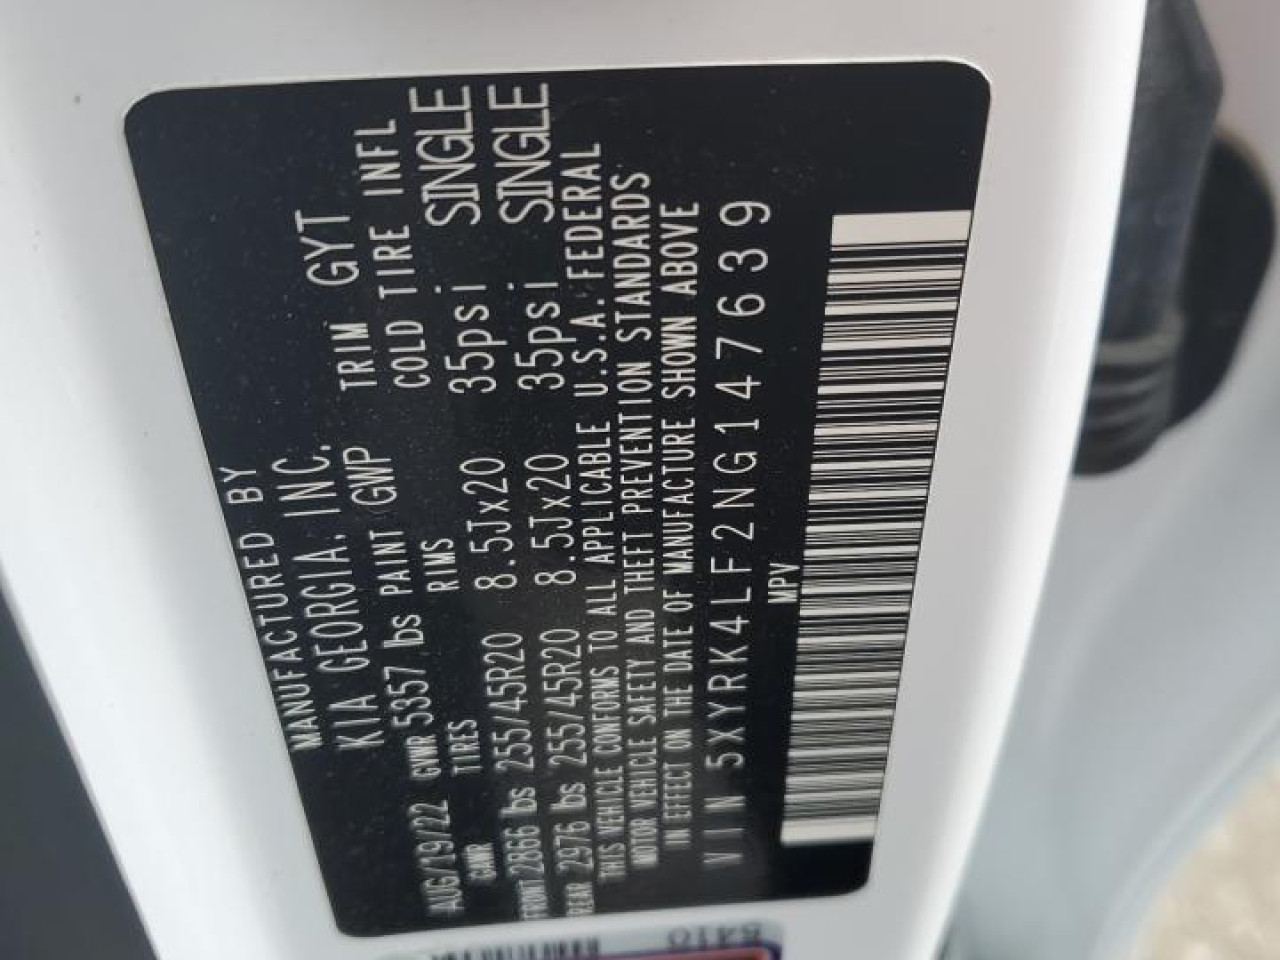 MANUFACTURED BY
KIA GEORGIA, INC.
AUG/19/22 GVWR 5357 lbs PAINT GWP TRIM GYT
GAWR TIRES RIMS COLD TIRE INFL
FRONT 2866 lbs 255/45R20 8.5Jx20 35psi SINGLE
REAR 2976 lbs 255/45R20 8.5Jx20 35psi SINGLE
THIS VEHICLE CONFORMS TO ALL APPLICABLE U.S.A. FEDERAL
MOTOR VEHICLE SAFETY AND THEFT PREVENTION STANDARDS
IN EFFECT ON THE DATE OF MANUFACTURE SHOWN ABOVE
VIN 5XYRK4LF2NG147639
MPV